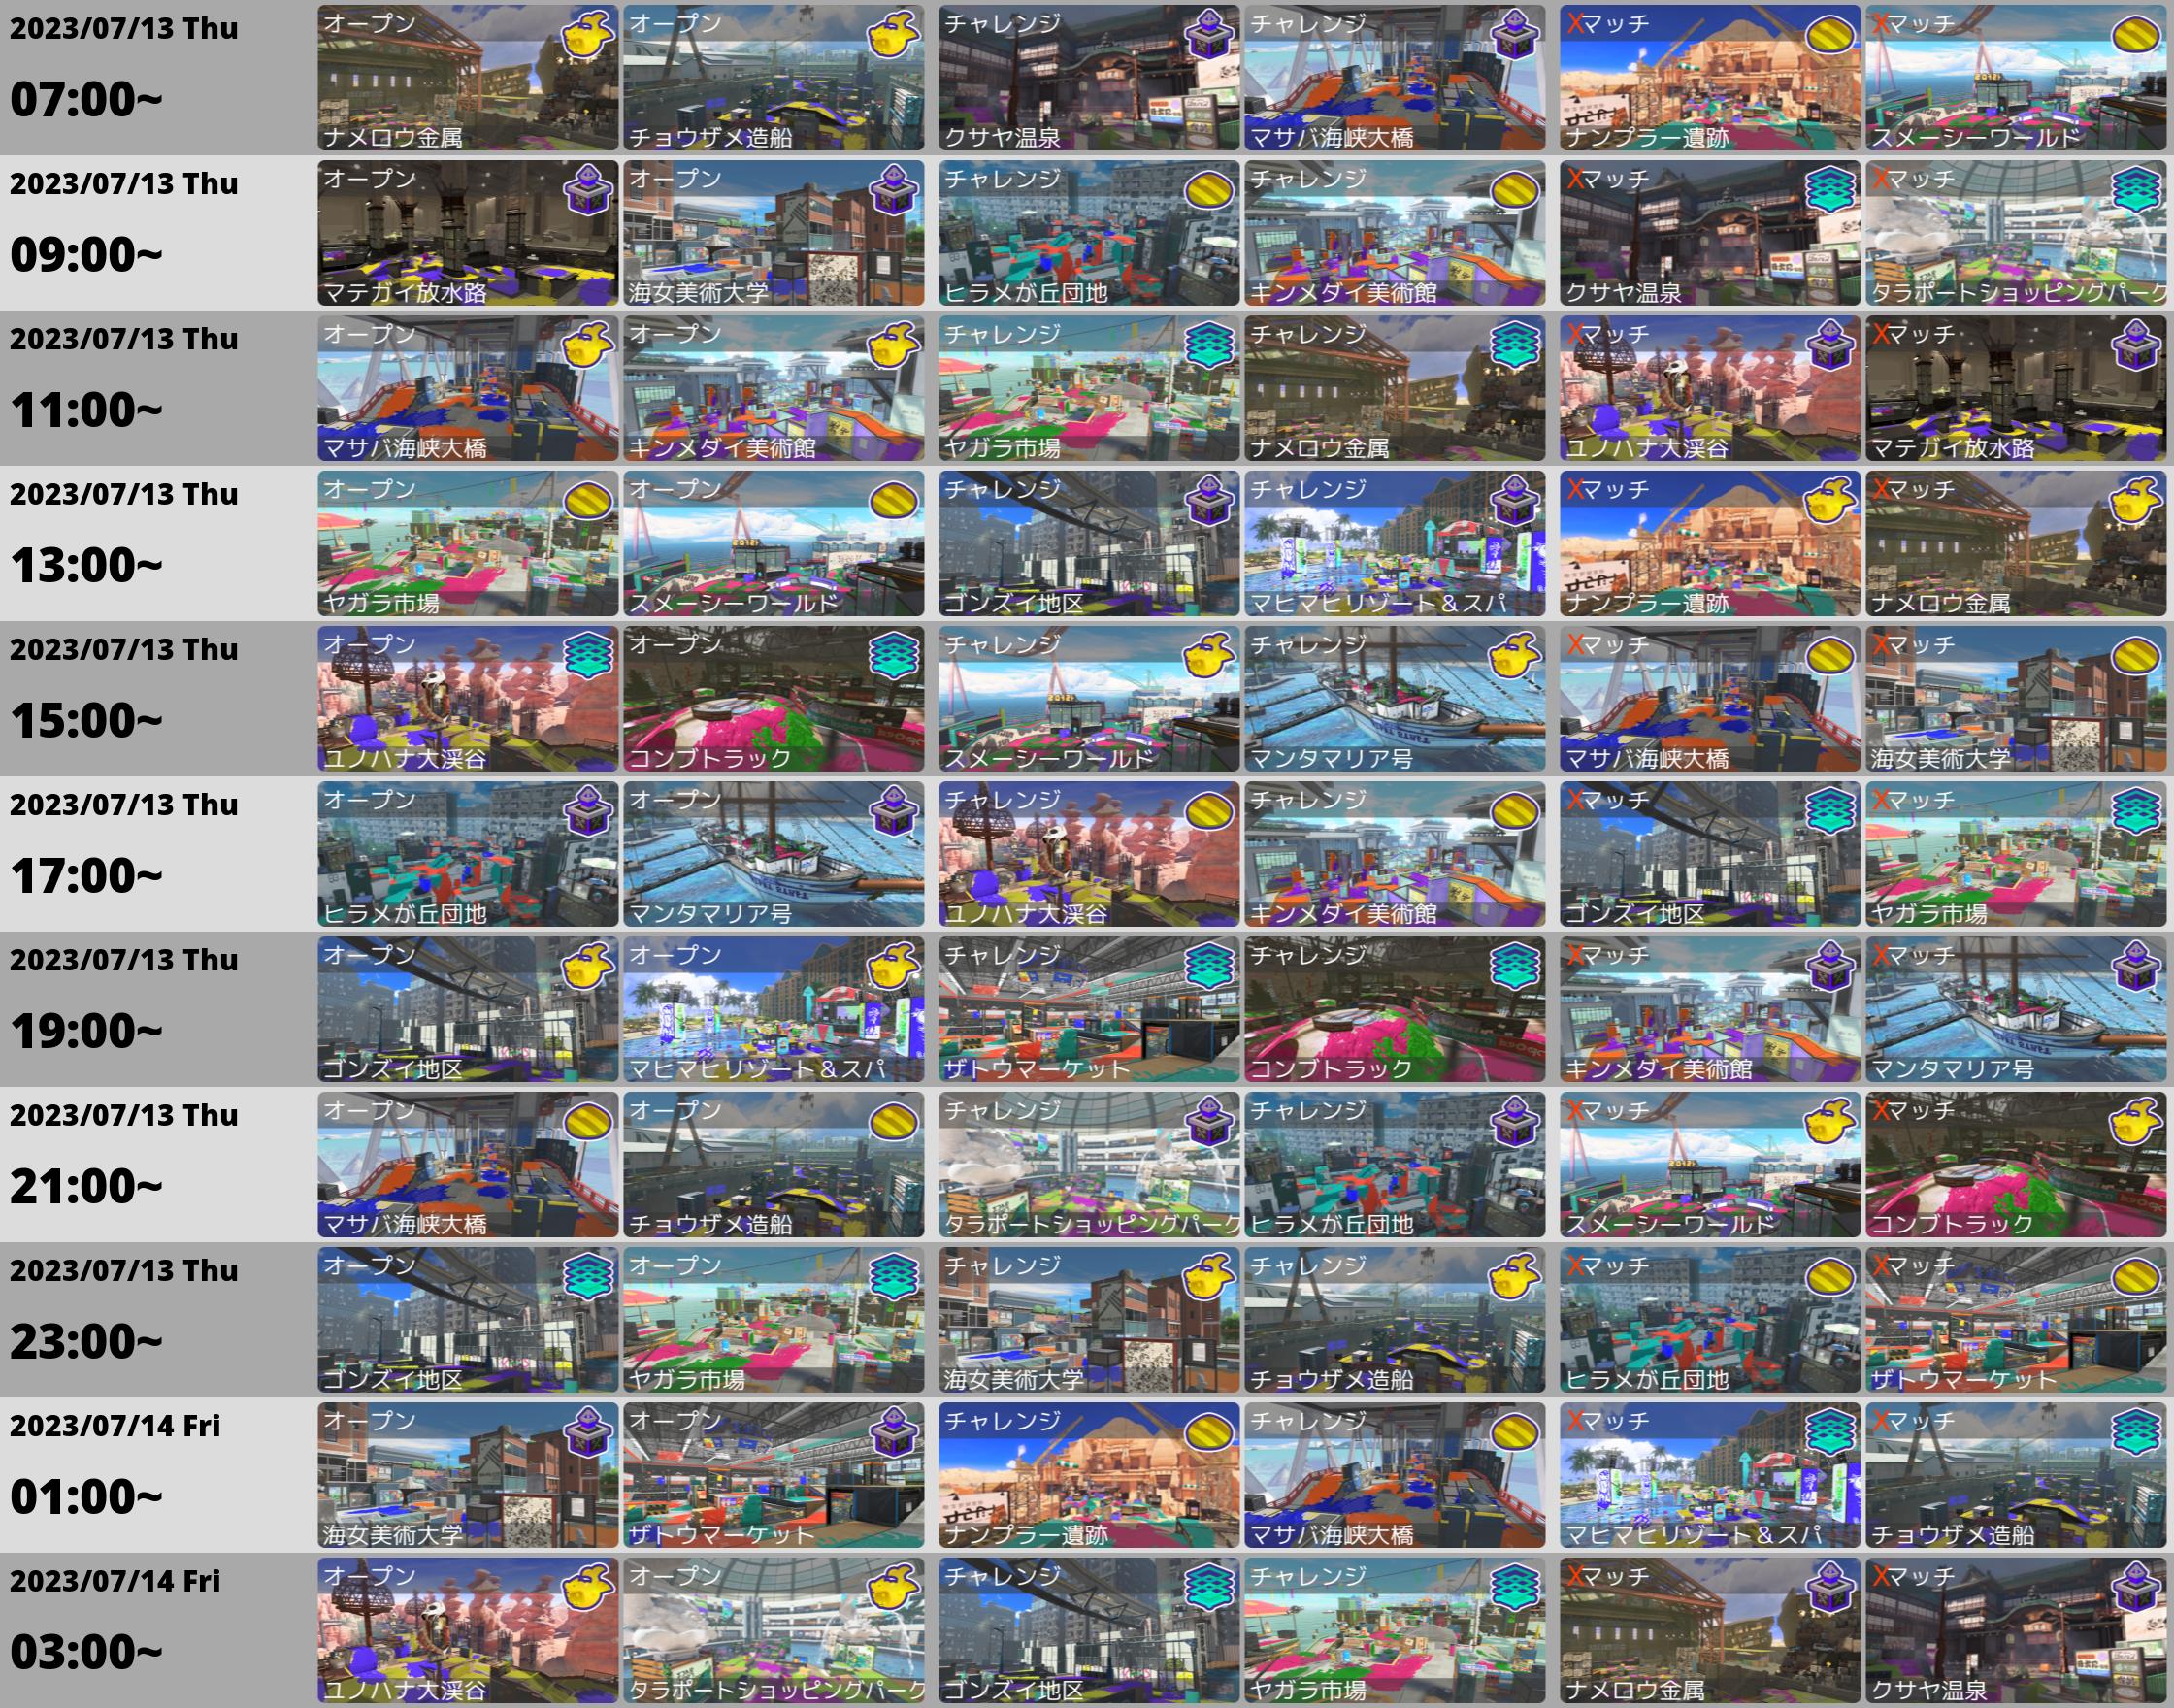 2023/07/13 Thu
07:00~
オープン
ナメロウ金属
オープン
チョウザメ造船
チャレンジ
クサヤ温泉
チャレンジ
マサバ海峡大橋
Xマッチ
ナンプラー遺跡
Xマッチ
スメーシーワールド
2023/07/13 Thu
09:00~
オープン
マテガイ放水路
オープン
海女美術大学
チャレンジ
ヒラメが丘団地
チャレンジ
キンメダイ美術館
Xマッチ
クサヤ温泉
Xマッチ
タラポートショッピングパーク
2023/07/13 Thu
11:00~
オープン
マサバ海峡大橋
オープン
キンメダイ美術館
チャレンジ
ヤガラ市場
チャレンジ
ナメロウ金属
Xマッチ
ユノハナ大渓谷
Xマッチ
マテガイ放水路
2023/07/13 Thu
13:00~
オープン
ヤガラ市場
オープン
スメーシーワールド
チャレンジ
ゴンズイ地区
チャレンジ
マヒマヒリゾート＆スパ
Xマッチ
ナンプラー遺跡
Xマッチ
ナメロウ金属
2023/07/13 Thu
15:00~
オープン
ユノハナ大渓谷
オープン
コンブトラック
チャレンジ
スメーシーワールド
チャレンジ
マンタマリア号
Xマッチ
マサバ海峡大橋
Xマッチ
海女美術大学
2023/07/13 Thu
17:00~
オープン
ヒラメが丘団地
オープン
マンタマリア号
チャレンジ
ユノハナ大渓谷
チャレンジ
キンメダイ美術館
Xマッチ
ゴンズイ地区
Xマッチ
ヤガラ市場
2023/07/13 Thu
19:00~
オープン
ゴンズイ地区
オープン
マヒマヒリゾート＆スパ
チャレンジ
ザトウマーケット
チャレンジ
コンブトラック
Xマッチ
キンメダイ美術館
Xマッチ
マンタマリア号
2023/07/13 Thu
21:00~
オープン
マサバ海峡大橋
オープン
チョウザメ造船
チャレンジ
タラポートショッピングパーク
チャレンジ
ヒラメが丘団地
Xマッチ
スメーシーワールド
Xマッチ
コンブトラック
2023/07/13 Thu
23:00~
オープン
ゴンズイ地区
オープン
ヤガラ市場
チャレンジ
海女美術大学
チャレンジ
チョウザメ造船
Xマッチ
ヒラメが丘団地
Xマッチ
ザトウマーケット
2023/07/14 Fri
01:00~
オープン
海女美術大学
オープン
ザトウマーケット
チャレンジ
ナンプラー遺跡
チャレンジ
マサバ海峡大橋
Xマッチ
マヒマヒリゾート＆スパ
Xマッチ
チョウザメ造船
2023/07/14 Fri
03:00~
オープン
ユノハナ大渓谷
オープン
タラポートショッピングパーク
チャレンジ
ゴンズイ地区
チャレンジ
ヤガラ市場
Xマッチ
ナメロウ金属
Xマッチ
クサヤ温泉